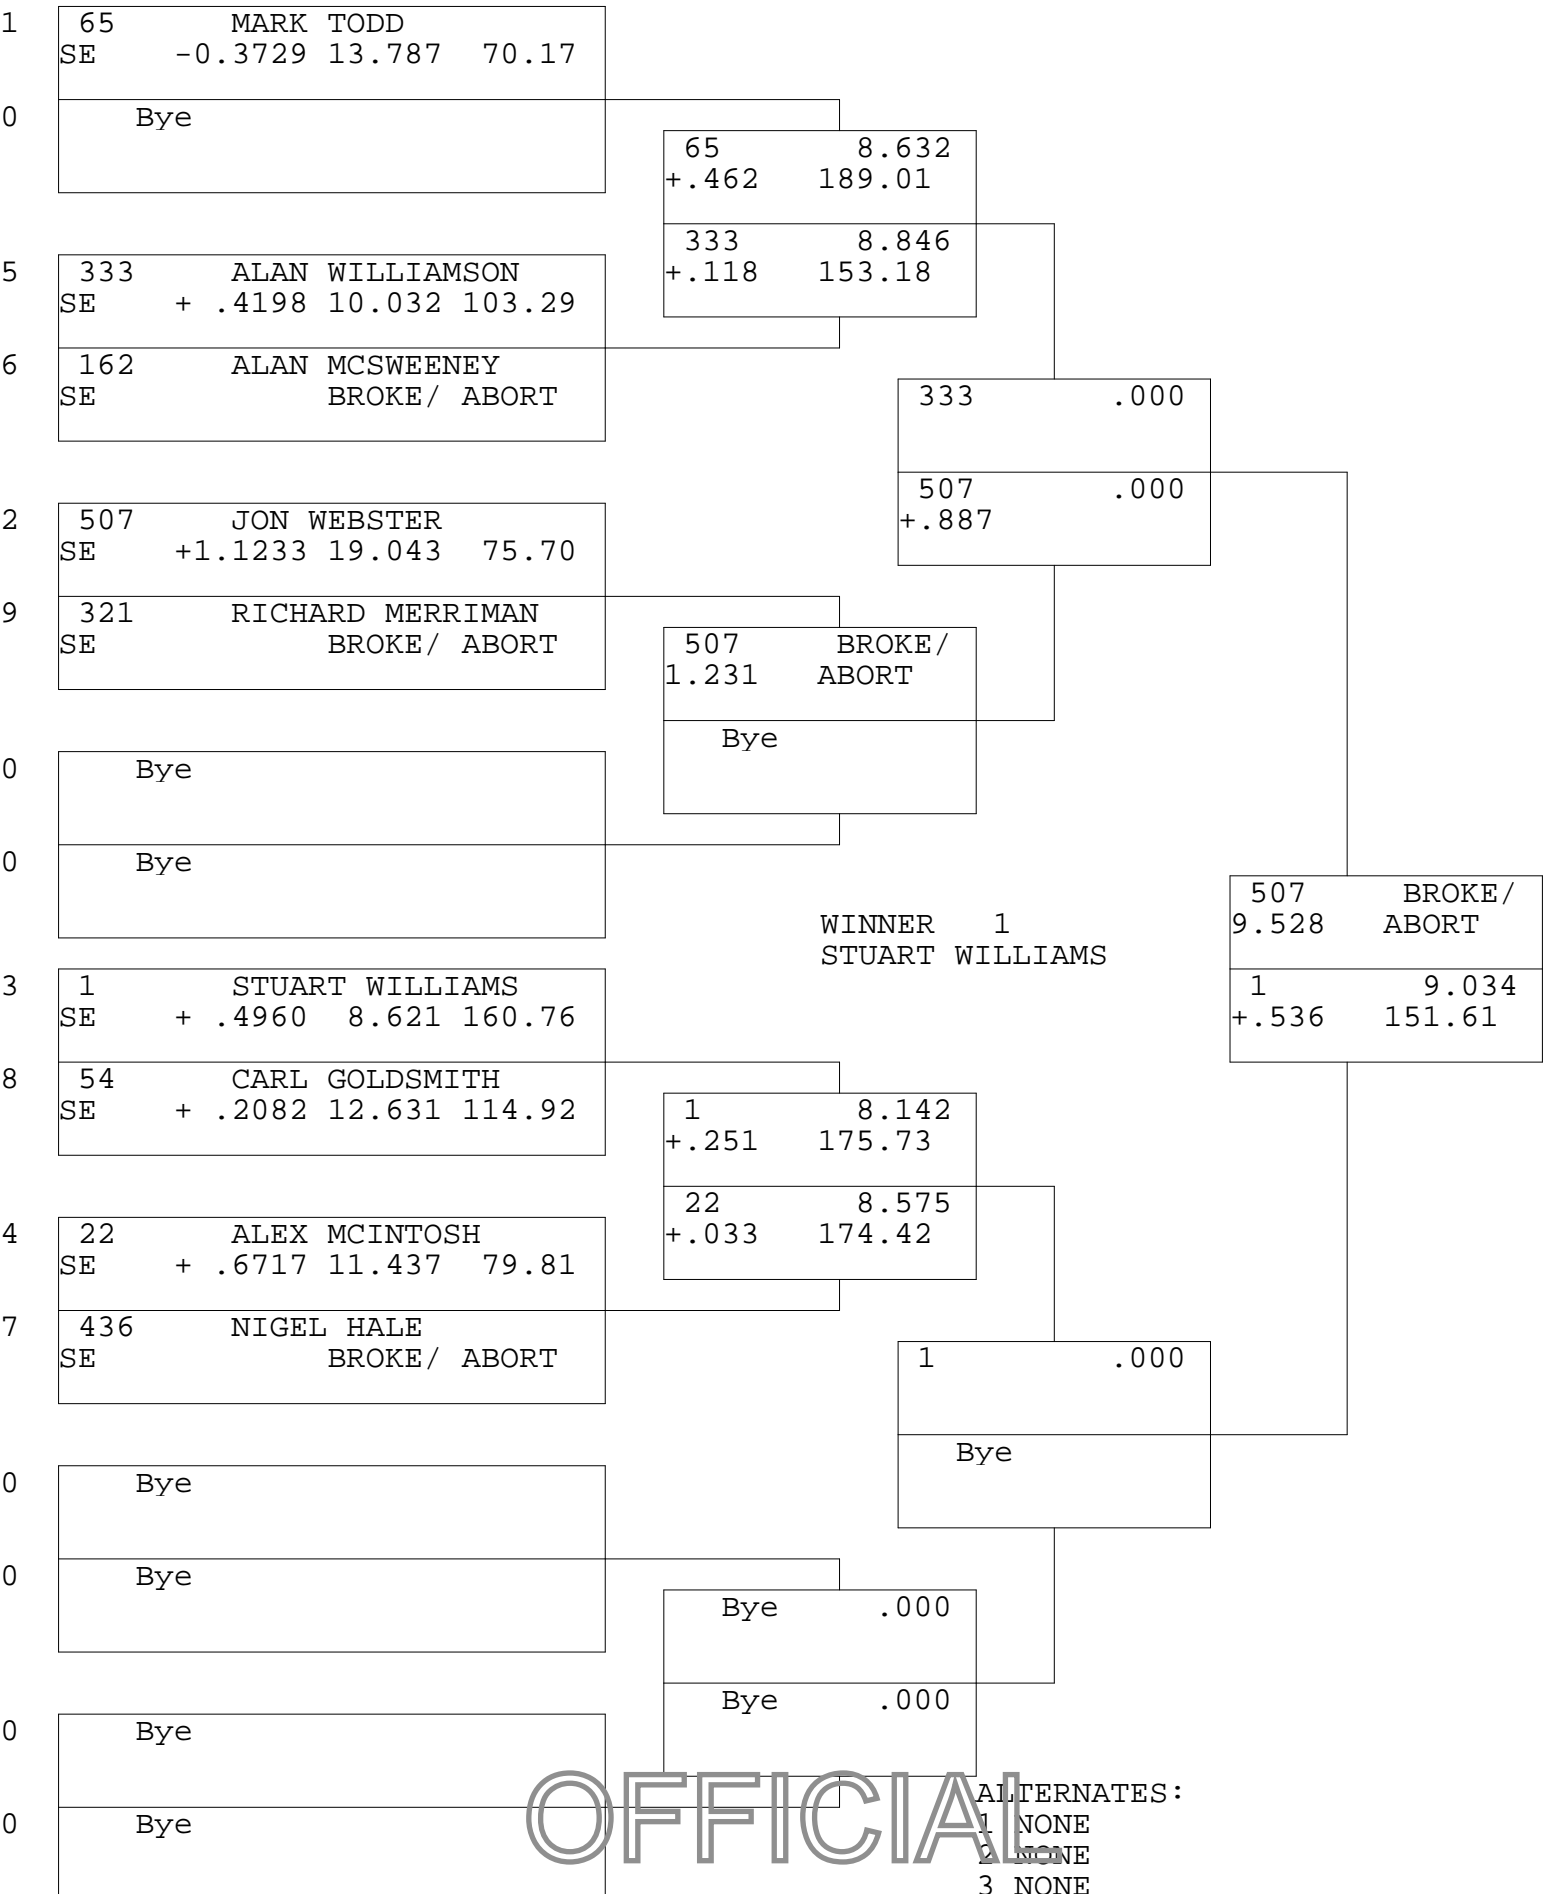 1 65 MARK TODD
SE -0.3729 13.787 70.17
0 Bye
65 8.632
+.462 189.01
333 8.846
+.118 153.18
5 333 ALAN WILLIAMSON
SE + .4198 10.032 103.29
6 162 ALAN MCSWEENEY
SE BROKE/ ABORT
333 .000
507 .000
+.887
2 507 JON WEBSTER
SE +1.1233 19.043 75.70
9 321 RICHARD MERRIMAN
SE BROKE/ ABORT
507 BROKE/
1.231 ABORT
Bye
0 Bye
0 Bye
507 BROKE/
9.528 ABORT
1 9.034
+.536 151.61
WINNER 1
STUART WILLIAMS
3 1 STUART WILLIAMS
SE + .4960 8.621 160.76
8 54 CARL GOLDSMITH
SE + .2082 12.631 114.92
1 8.142
+.251 175.73
22 8.575
+.033 174.42
4 22 ALEX MCINTOSH
SE + .6717 11.437 79.81
7 436 NIGEL HALE
SE BROKE/ ABORT
1 .000
Bye
0 Bye
0 Bye
Bye .000
Bye .000
0 Bye
0 Bye
OFFICIAL
ALTERNATES:
1 NONE
2 NONE
3 NONE